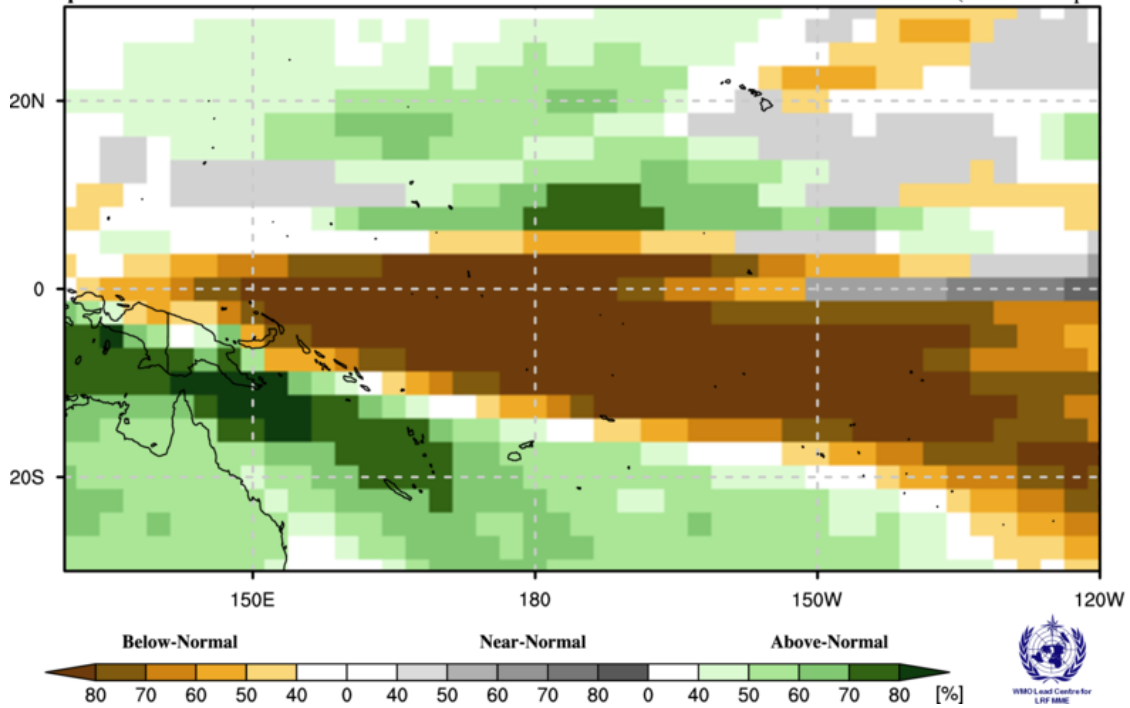 20N
0
20S
150E 180 150W 120W
Below-Normal Near-Normal Above-Normal
80 70 60 50 40 0 40 50 60 70 80 0 40 50 60 70 80 [%]
WMO Lead Centre for
LRF MME